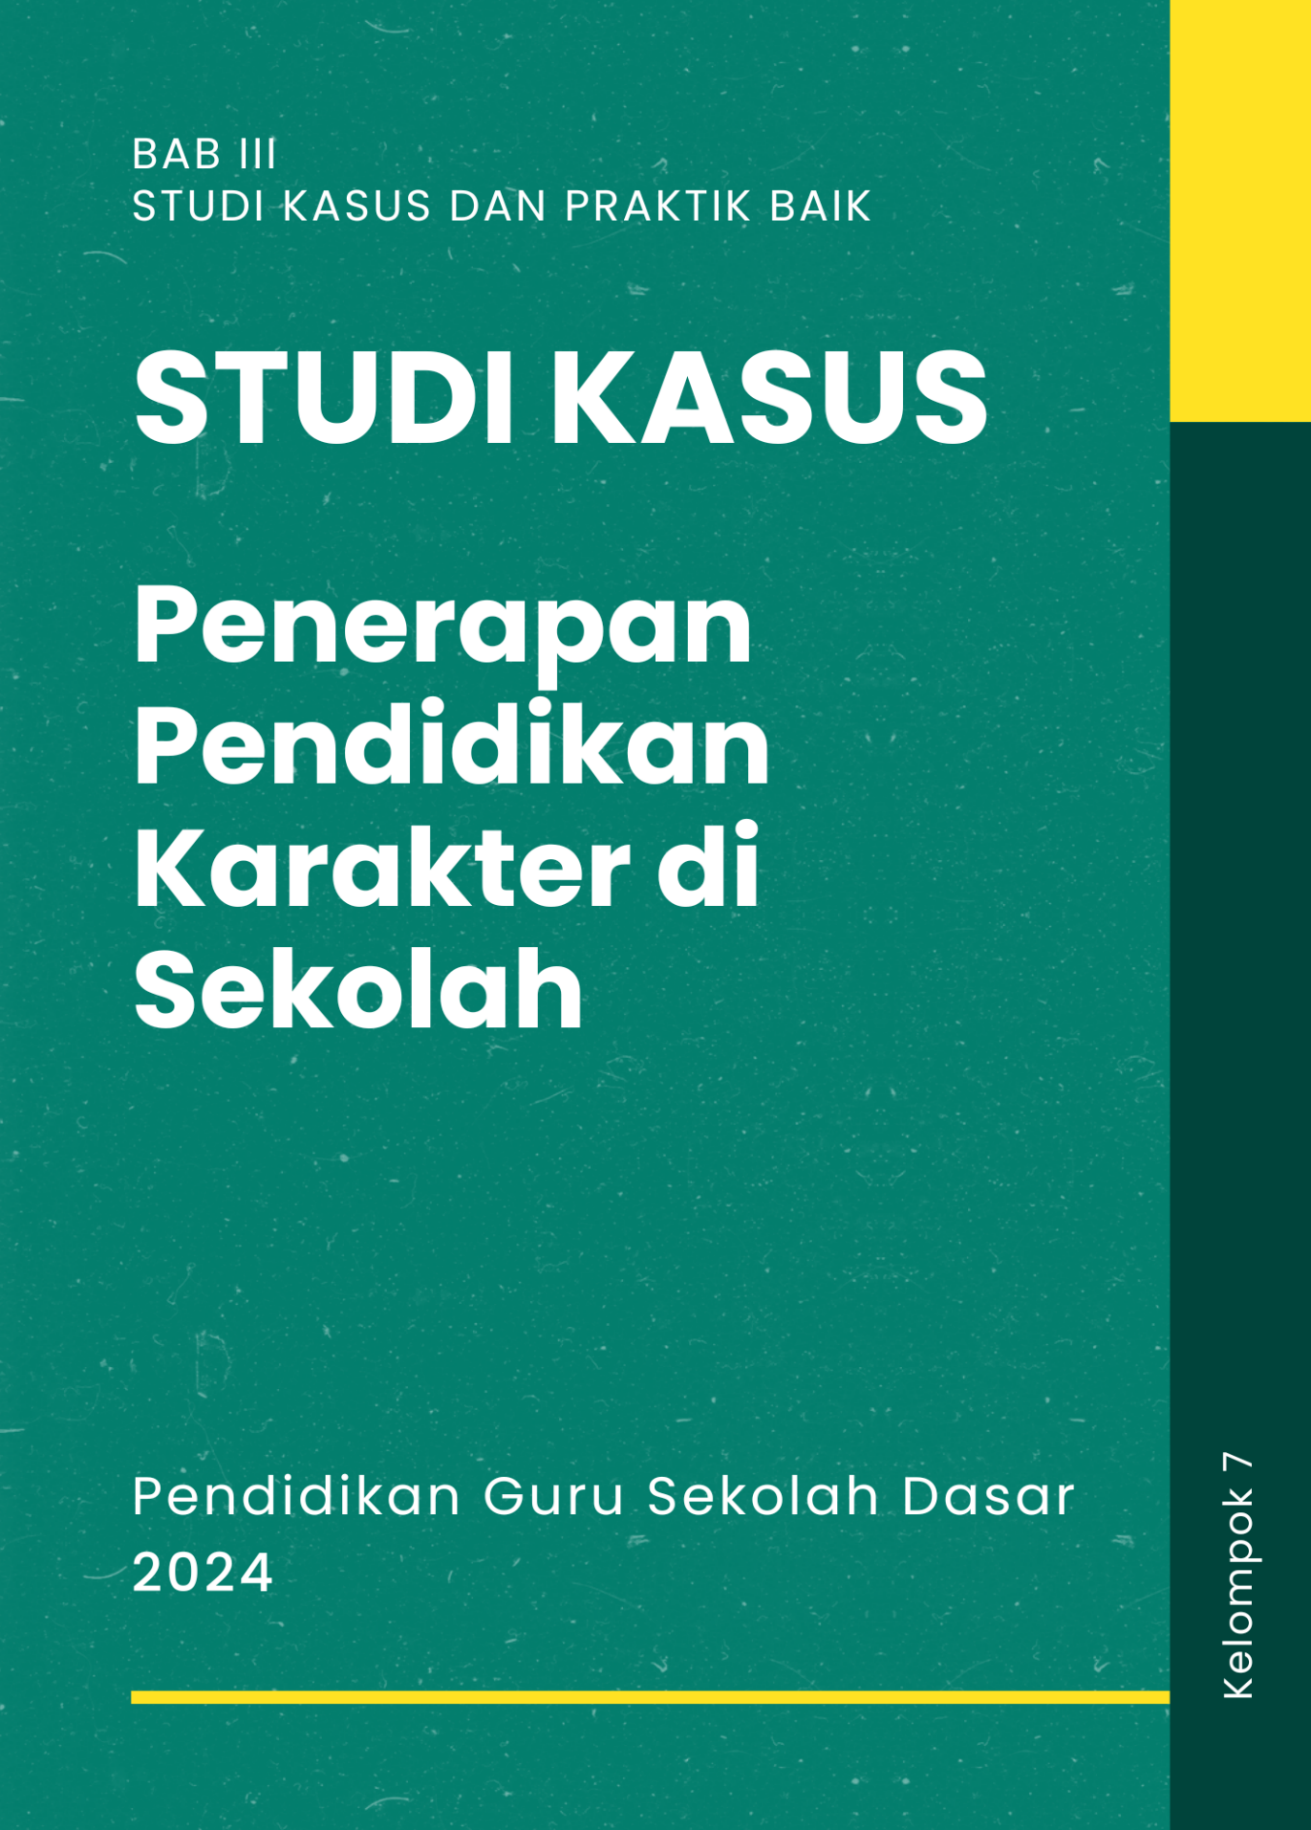 BAB III
STUDI KASUS DAN PRAKTIK BAIK
STUDI KASUS
Penerapan
Pendidikan
Karakter di
Sekolah
Pendidikan Guru Sekolah Dasar
2024
Kelompok 7